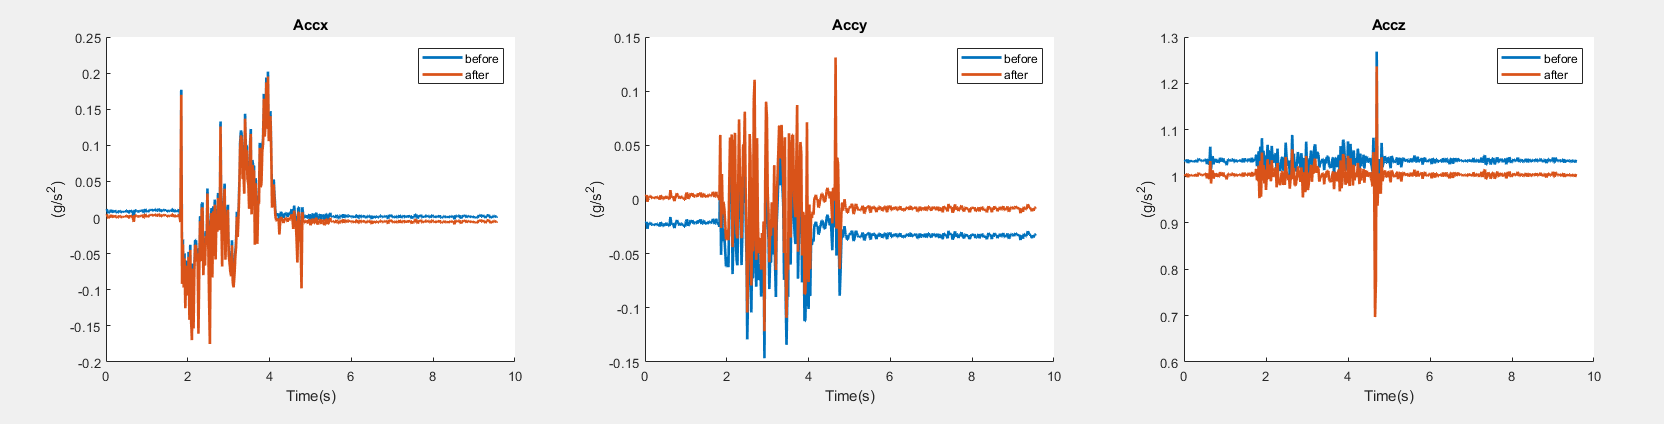 Accx
0.25
0.2
0.15
0.1
0.05
0
-0.05
-0.1
-0.15
-0.2
(g/s²)
0 2 4 6 8 10
Time(s)
before
after
Accy
0.15
0.1
0.05
0
-0.05
-0.1
-0.15
(g/s²)
0 2 4 6 8 10
Time(s)
before
after
Accz
1.3
1.2
1.1
1
0.9
0.8
0.7
0.6
(g/s²)
0 2 4 6 8 10
Time(s)
before
after